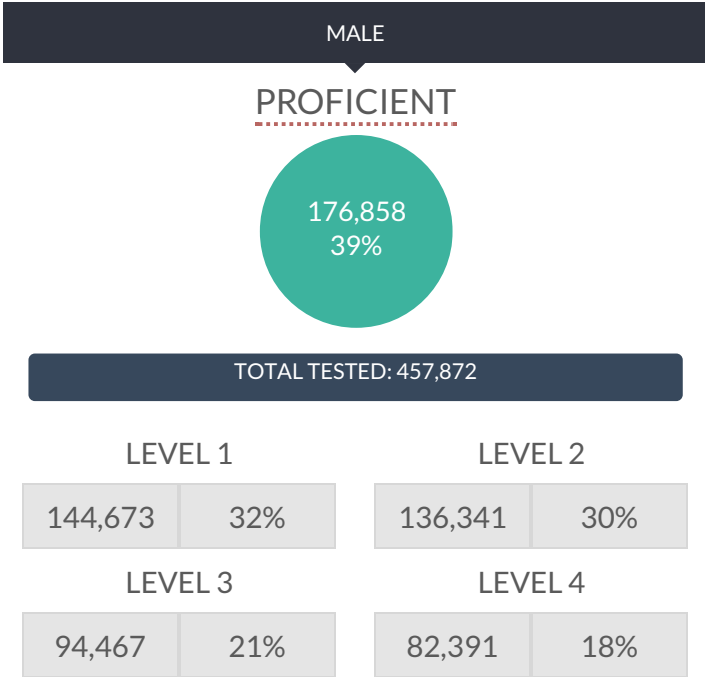 MALE
PROFICIENT
176,858
39%
TOTAL TESTED: 457,872
LEVEL 1
144,673 32%
LEVEL 2
136,341 30%
LEVEL 3
94,467 21%
LEVEL 4
82,391 18%